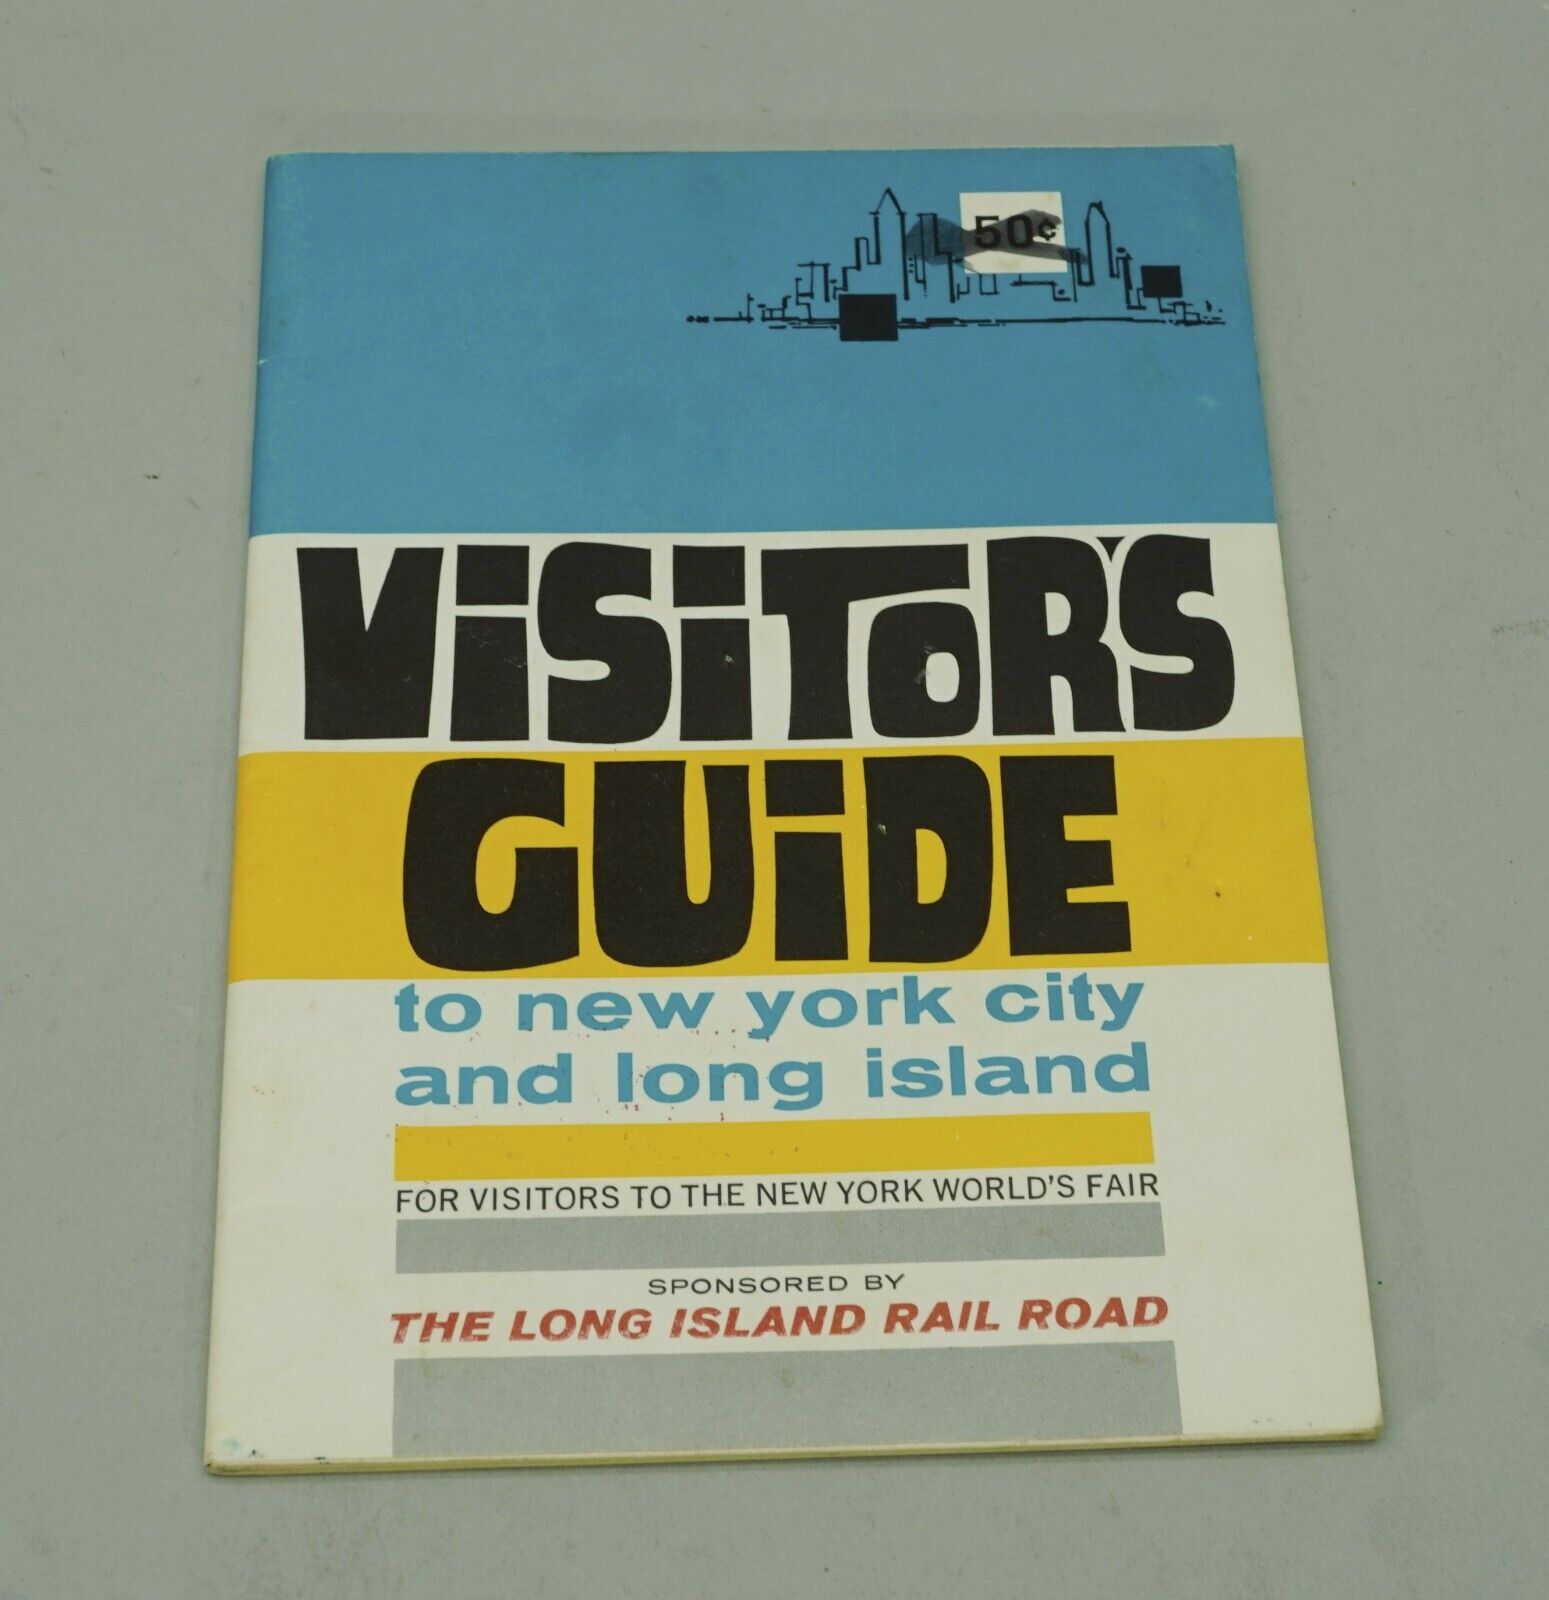 50¢
ViSiTOR'S
GUiDE
to new york city
and long island
FOR VISITORS TO THE NEW YORK WORLD'S FAIR
SPONSORED BY
THE LONG ISLAND RAIL ROAD